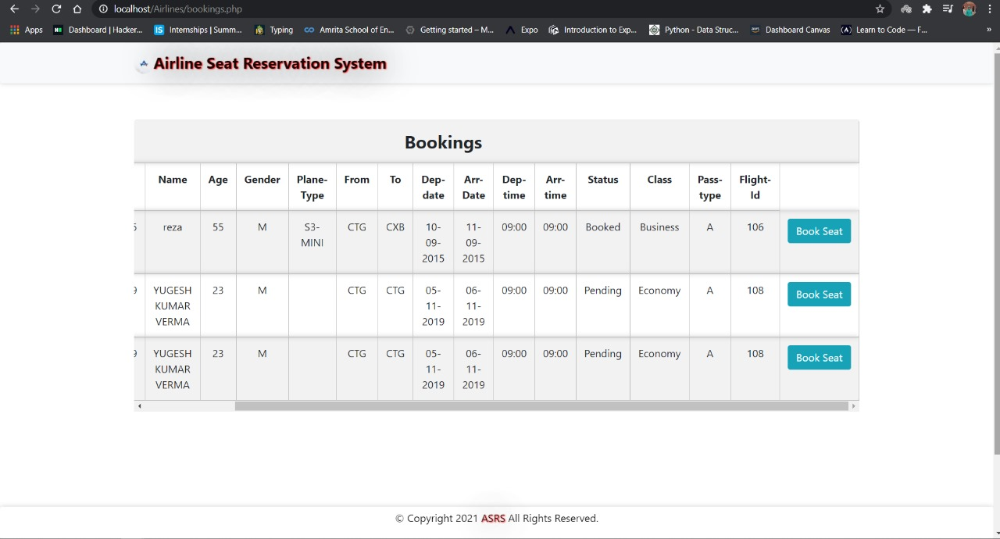 localhost/Airlines/bookings.php
Apps Dashboard | Hacker... Internships | Summ... Typing Amrita School of En... Getting started – M... Expo Introduction to Exp... Python - Data Struc... Dashboard Canvas Learn to Code — F... »
Airline Seat Reservation System
Bookings
Name Age Gender Plane-Type From To Dep-date Arr-Date Dep-time Arr-time Status Class Pass-type Flight-Id
reza 55 M S3-MINI CTG CXB 10-09-2015 11-09-2015 09:00 09:00 Booked Business A 106 Book Seat
9 YUGESH KUMAR VERMA 23 M CTG CTG 05-11-2019 06-11-2019 09:00 09:00 Pending Economy A 108 Book Seat
9 YUGESH KUMAR VERMA 23 M CTG CTG 05-11-2019 06-11-2019 09:00 09:00 Pending Economy A 108 Book Seat
© Copyright 2021 ASRS All Rights Reserved.